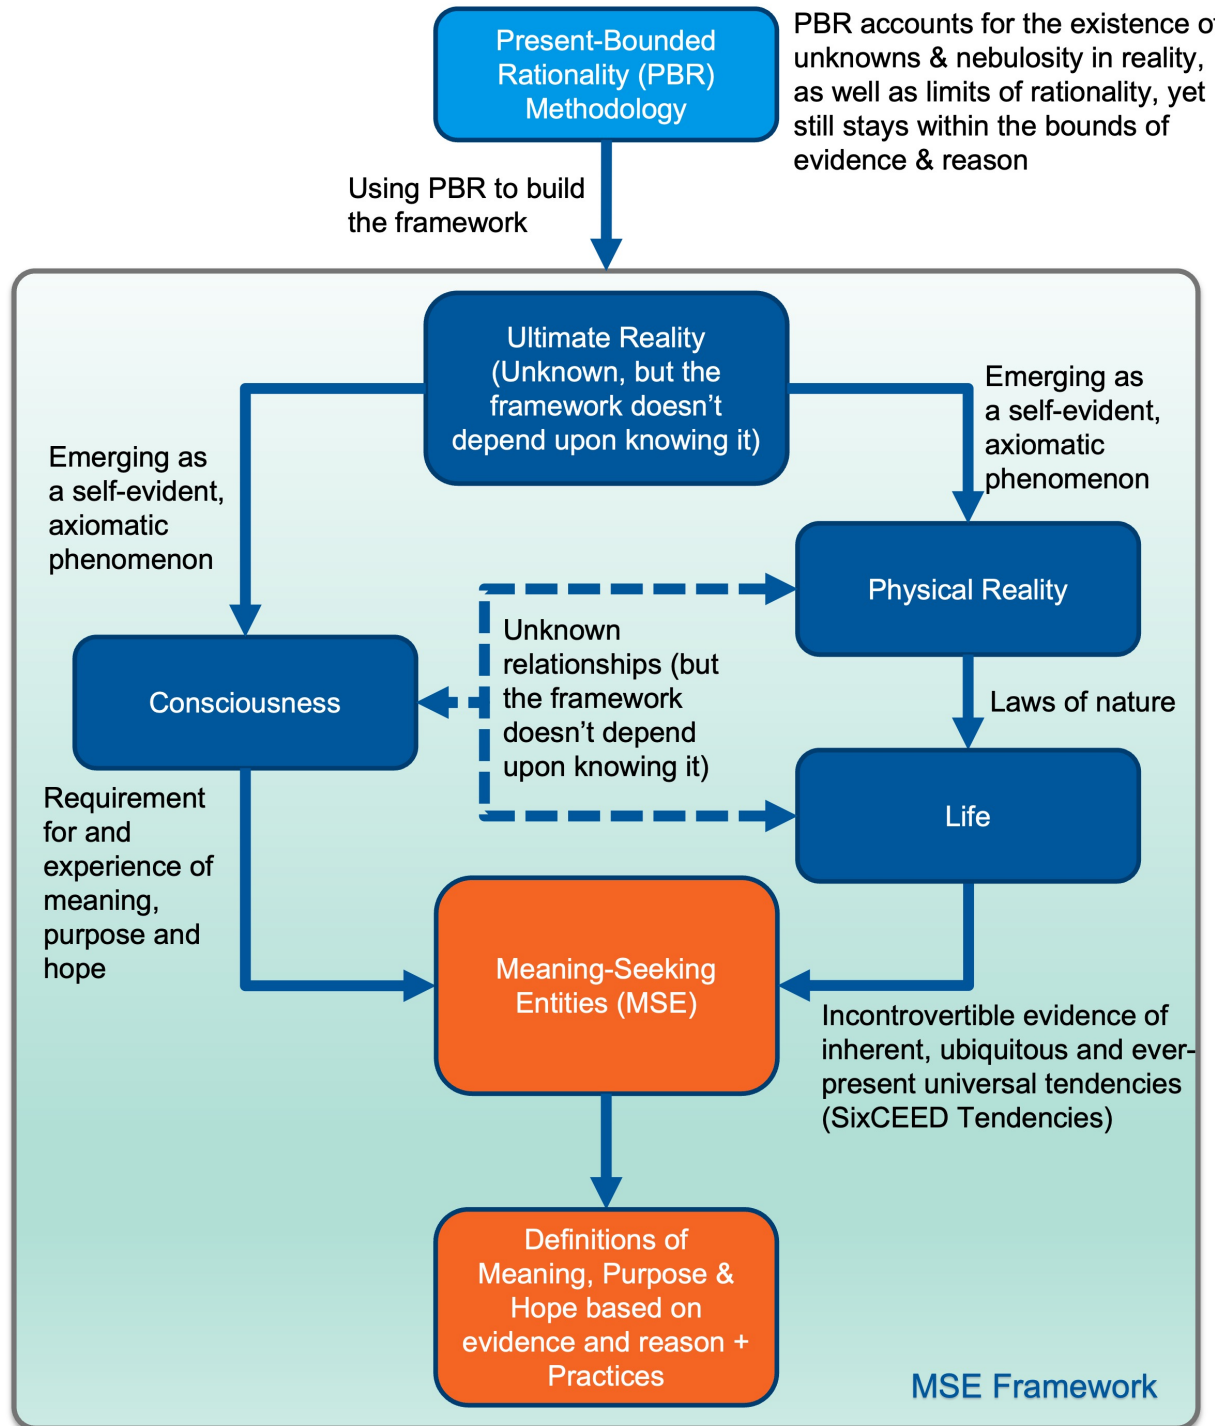 Present-Bounded
Rationality (PBR)
Methodology
PBR accounts for the existence of
unknowns & nebulosity in reality,
as well as limits of rationality, yet
still stays within the bounds of
evidence & reason
Using PBR to build
the framework
Ultimate Reality
(Unknown, but the
framework doesn’t
depend upon knowing it)
Emerging as
a self-evident,
axiomatic
phenomenon
Emerging as
a self-evident,
axiomatic
phenomenon
Physical Reality
Unknown
relationships (but
the framework
doesn’t depend
upon knowing it)
Consciousness
Laws of nature
Life
Requirement
for and
experience of
meaning,
purpose and
hope
Meaning-Seeking
Entities (MSE)
Incontrovertible evidence of
inherent, ubiquitous and ever-
present universal tendencies
(SixCEED Tendencies)
Definitions of
Meaning, Purpose &
Hope based on
evidence and reason +
Practices
MSE Framework